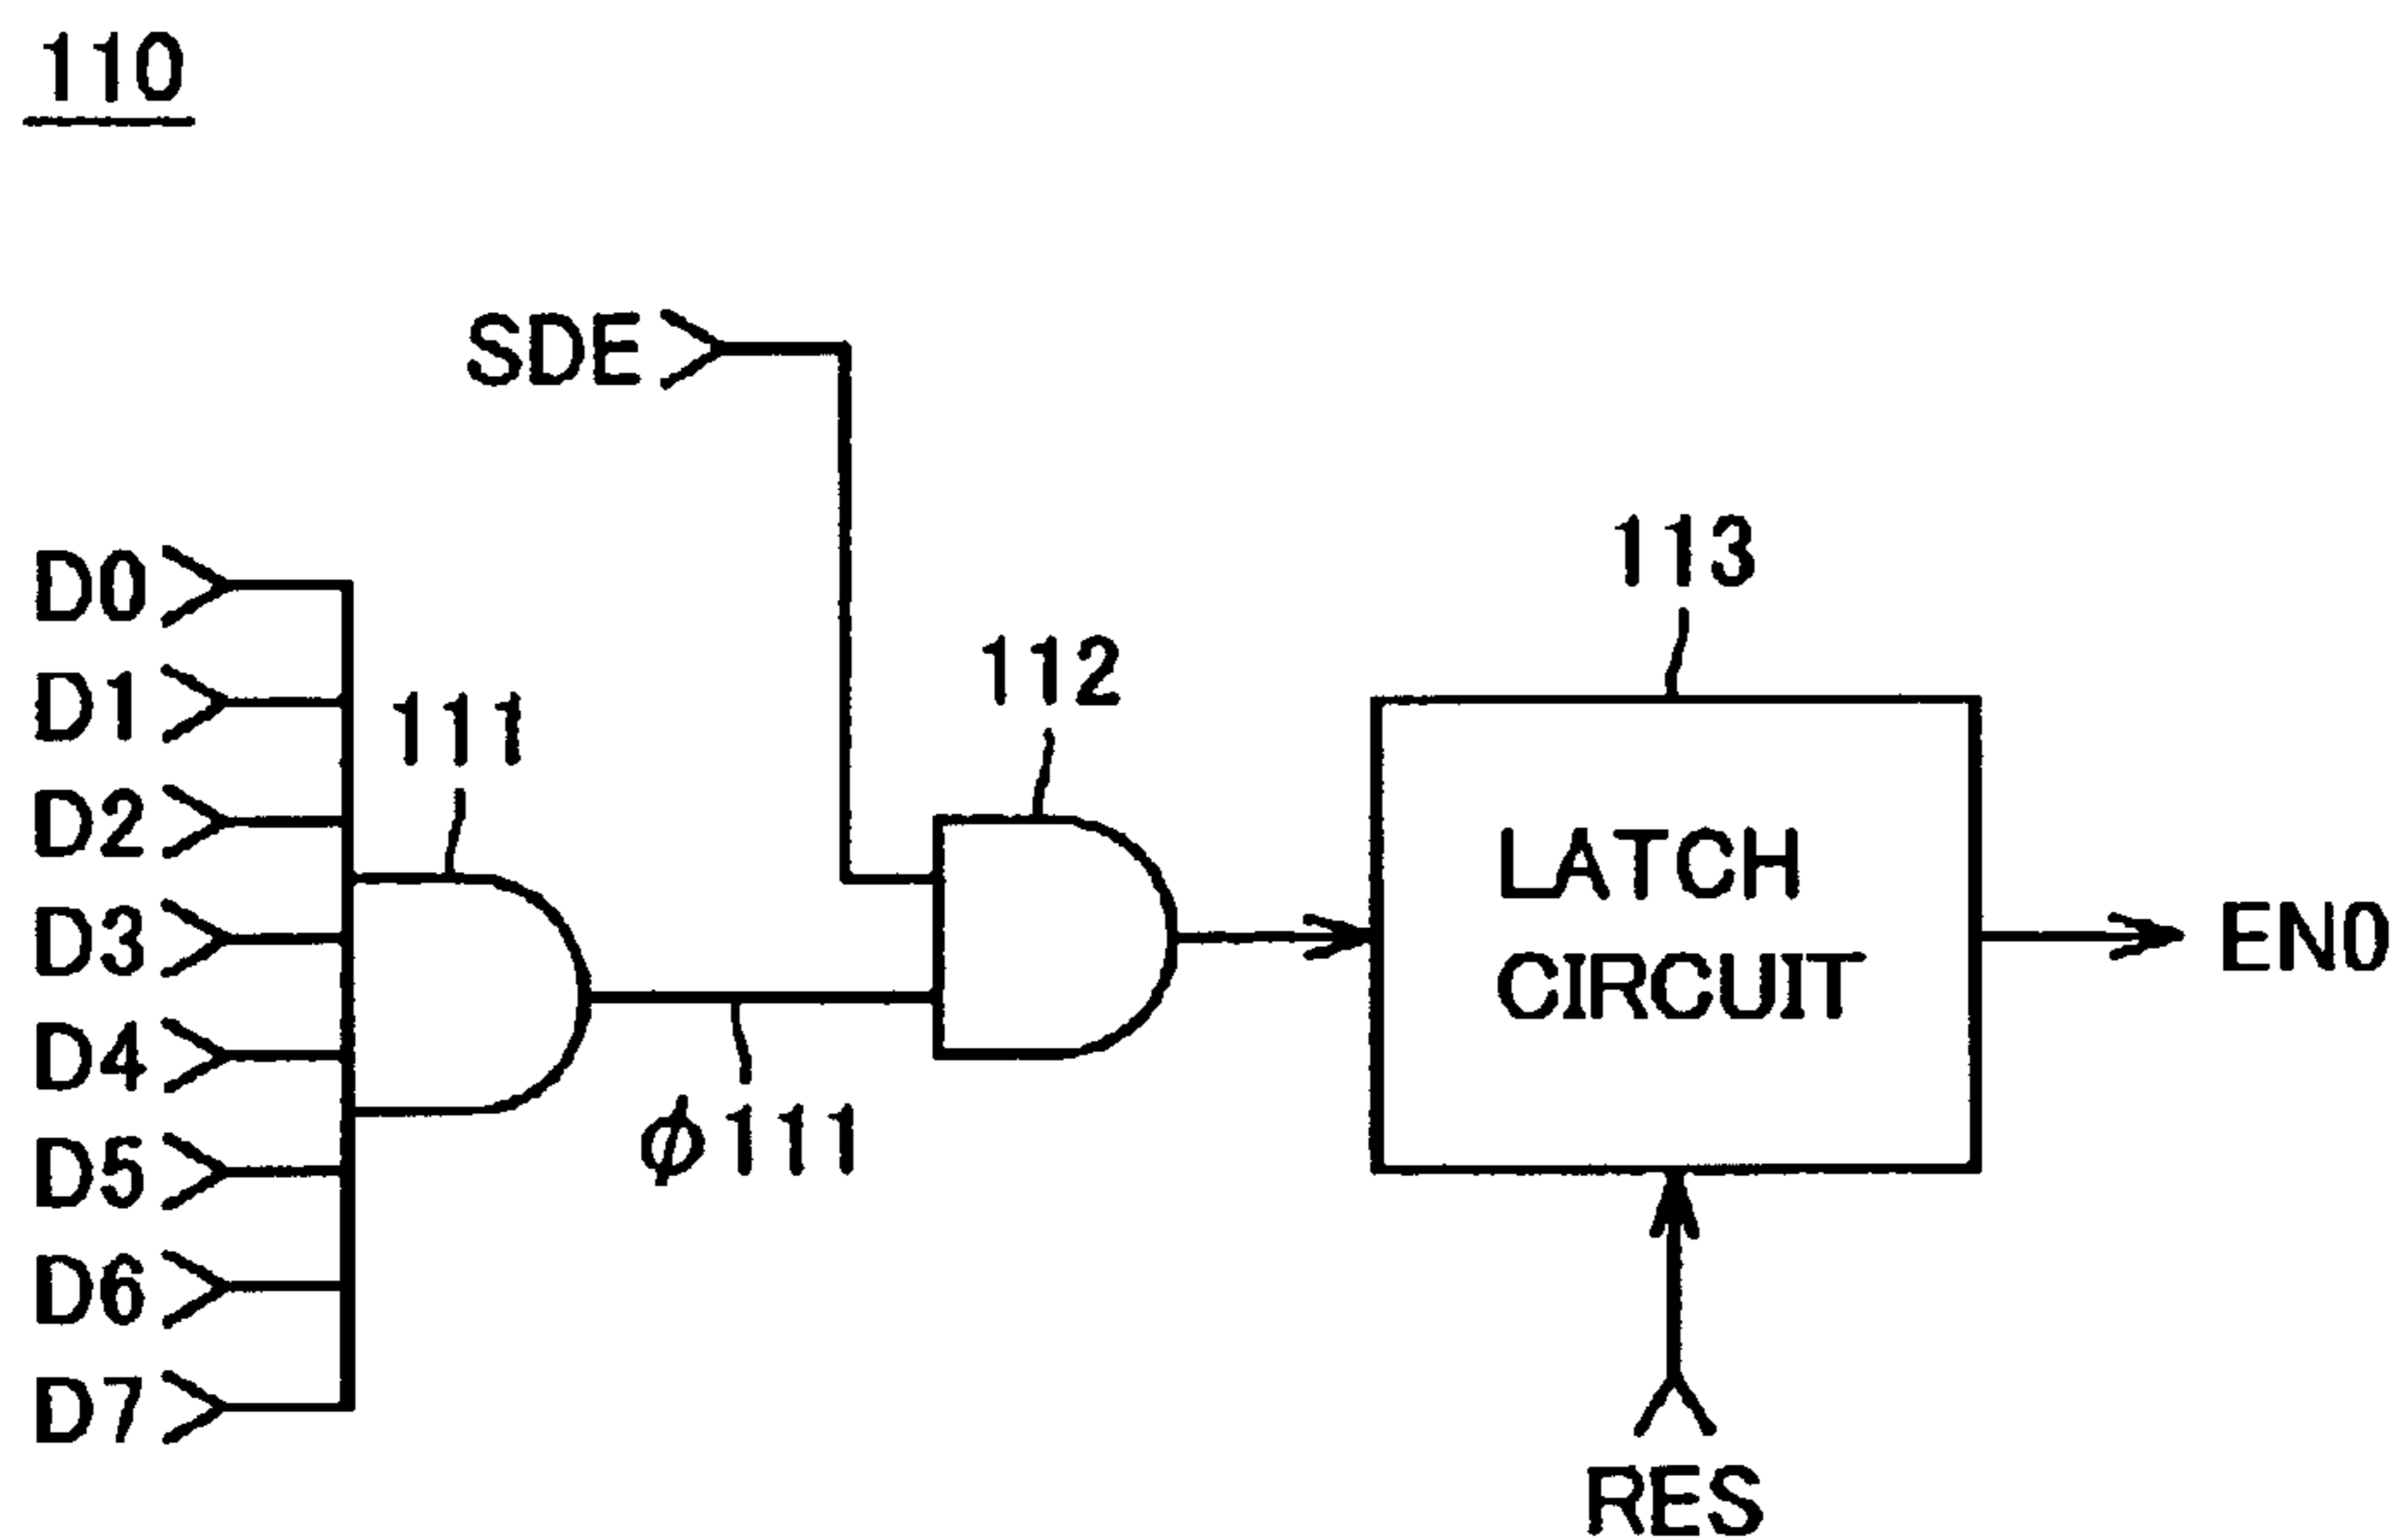 110
SDE
D0
D1
D2
D3
D4
D5
D6
D7
111
ϕ111
112
113
LATCH
CIRCUIT
EN0
RES